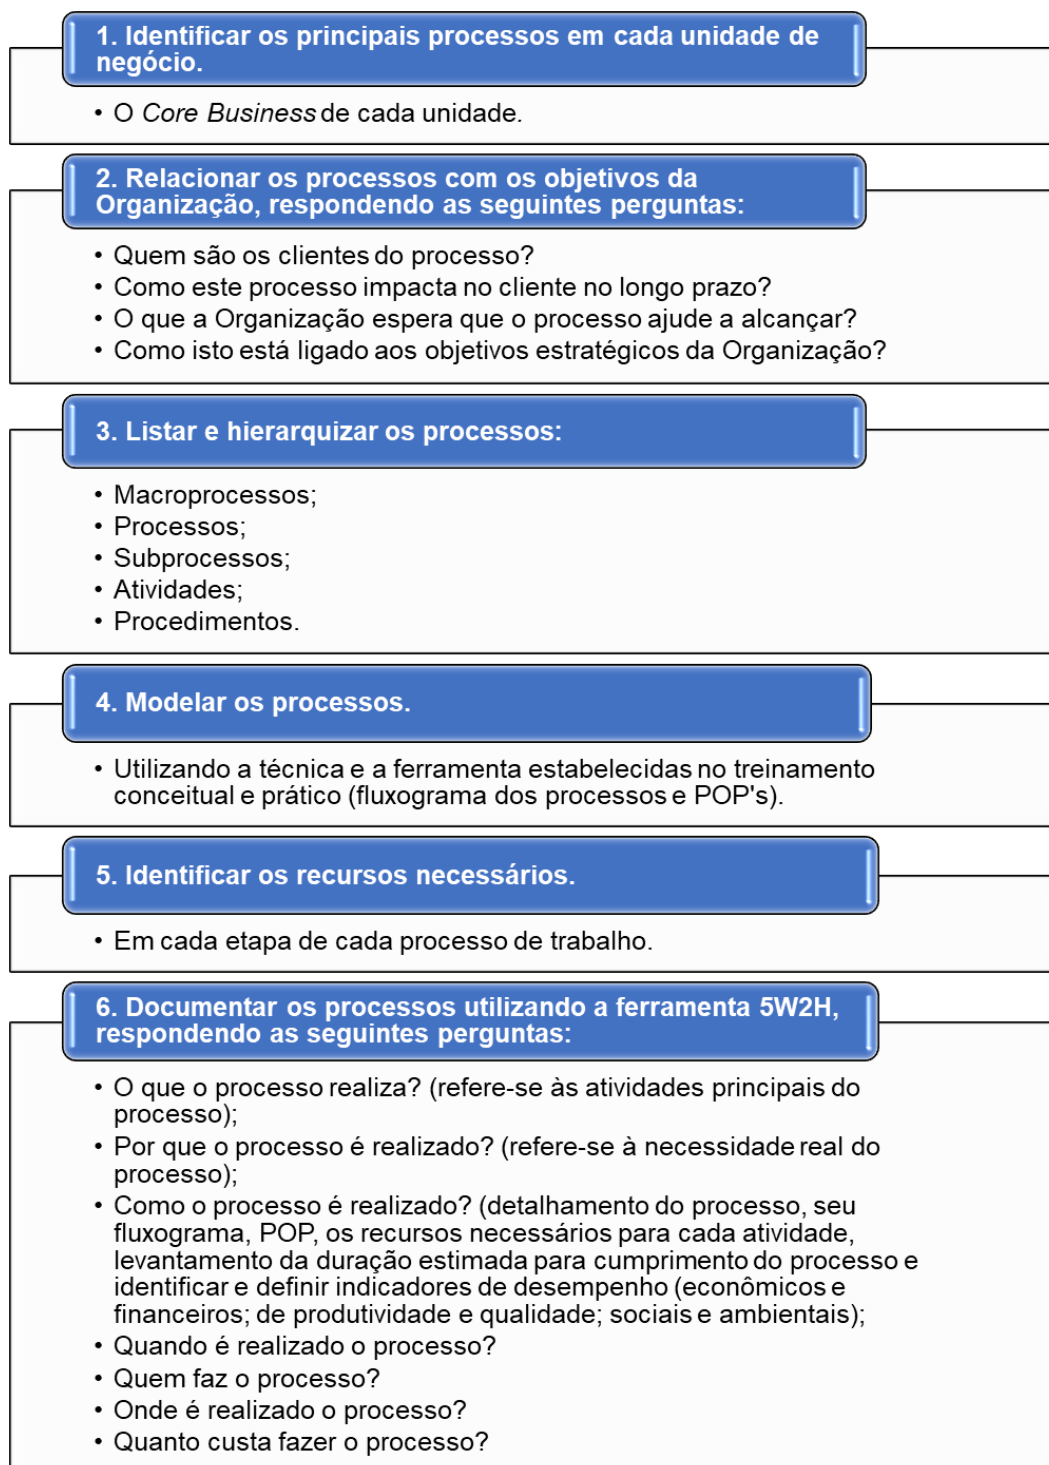 1. Identificar os principais processos em cada unidade de
negócio.
• O Core Business de cada unidade.
2. Relacionar os processos com os objetivos da
Organização, respondendo as seguintes perguntas:
• Quem são os clientes do processo?
• Como este processo impacta no cliente no longo prazo?
• O que a Organização espera que o processo ajude a alcançar?
• Como isto está ligado aos objetivos estratégicos da Organização?
3. Listar e hierarquizar os processos:
• Macroprocessos;
• Processos;
• Subprocessos;
• Atividades;
• Procedimentos.
4. Modelar os processos.
• Utilizando a técnica e a ferramenta estabelecidas no treinamento
conceitual e prático (fluxograma dos processos e POP's).
5. Identificar os recursos necessários.
• Em cada etapa de cada processo de trabalho.
6. Documentar os processos utilizando a ferramenta 5W2H,
respondendo as seguintes perguntas:
• O que o processo realiza? (refere-se às atividades principais do
processo);
• Por que o processo é realizado? (refere-se à necessidade real do
processo);
• Como o processo é realizado? (detalhamento do processo, seu
fluxograma, POP, os recursos necessários para cada atividade,
levantamento da duração estimada para cumprimento do processo e
identificar e definir indicadores de desempenho (econômicos e
financeiros; de produtividade e qualidade; sociais e ambientais);
• Quando é realizado o processo?
• Quem faz o processo?
• Onde é realizado o processo?
• Quanto custa fazer o processo?